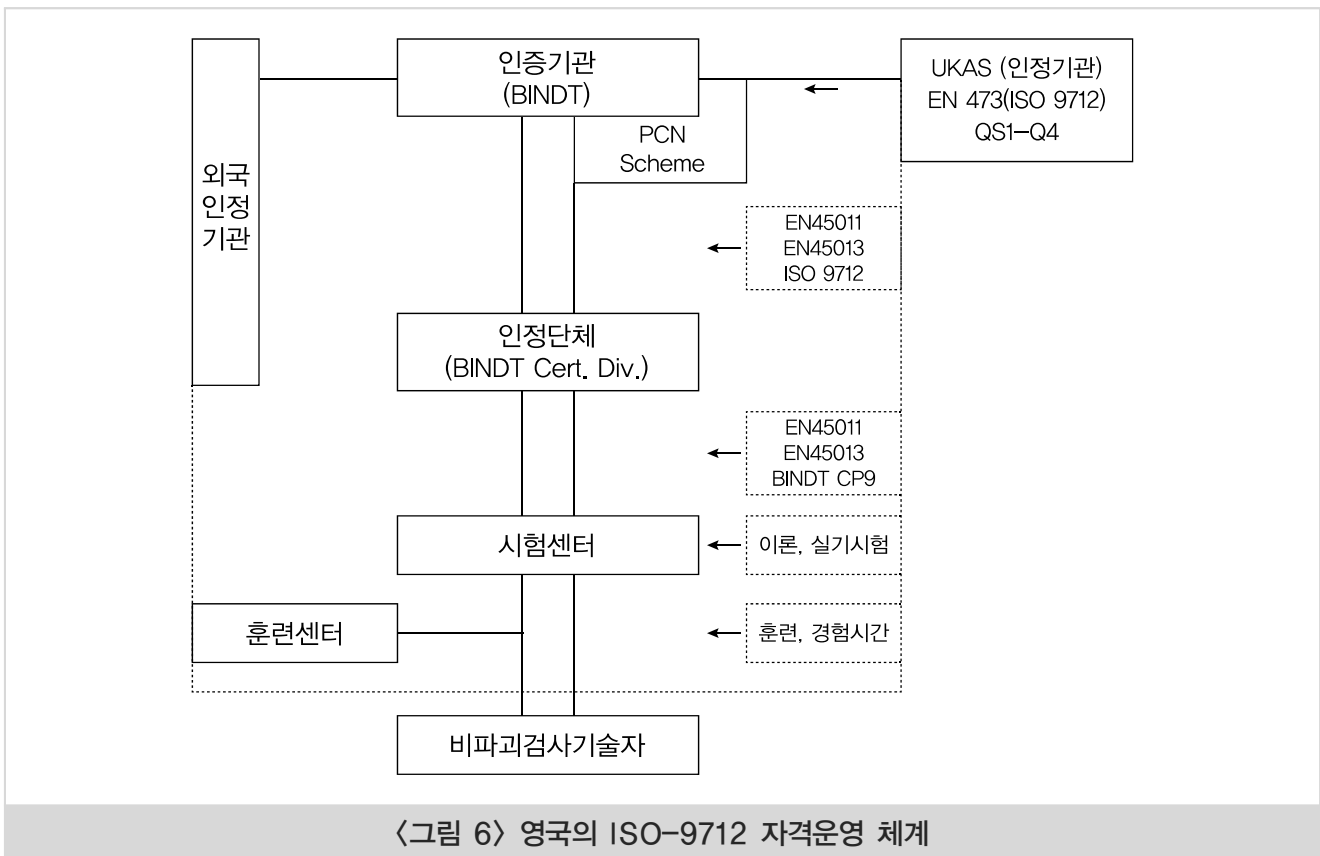 인증기관
(BINDT)
UKAS (인정기관)
EN 473(ISO 9712)
QS1-Q4
PCN
Scheme
외국
인정
기관
EN45011
EN45013
ISO 9712
인정단체
(BINDT Cert. Div.)
EN45011
EN45013
BINDT CP9
시험센터
이론, 실기시험
훈련센터
훈련, 경험시간
비파괴검사기술자
〈그림 6〉 영국의 ISO-9712 자격운영 체계